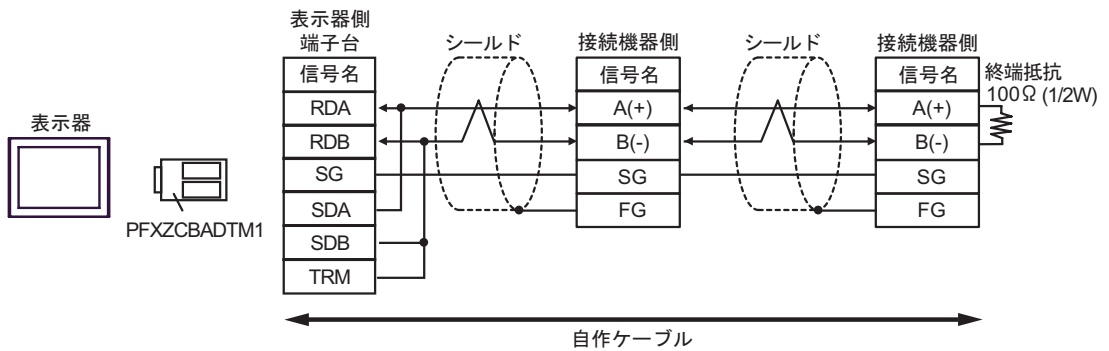 表示器
PFXZCBADTM1
表示器側
端子台
信号名
RDA
RDB
SG
SDA
SDB
TRM
シールド
接続機器側
信号名
A(+)
B(-)
SG
FG
シールド
接続機器側
信号名
A(+)
B(-)
SG
FG
終端抵抗
100Ω (1/2W)
自作ケーブル